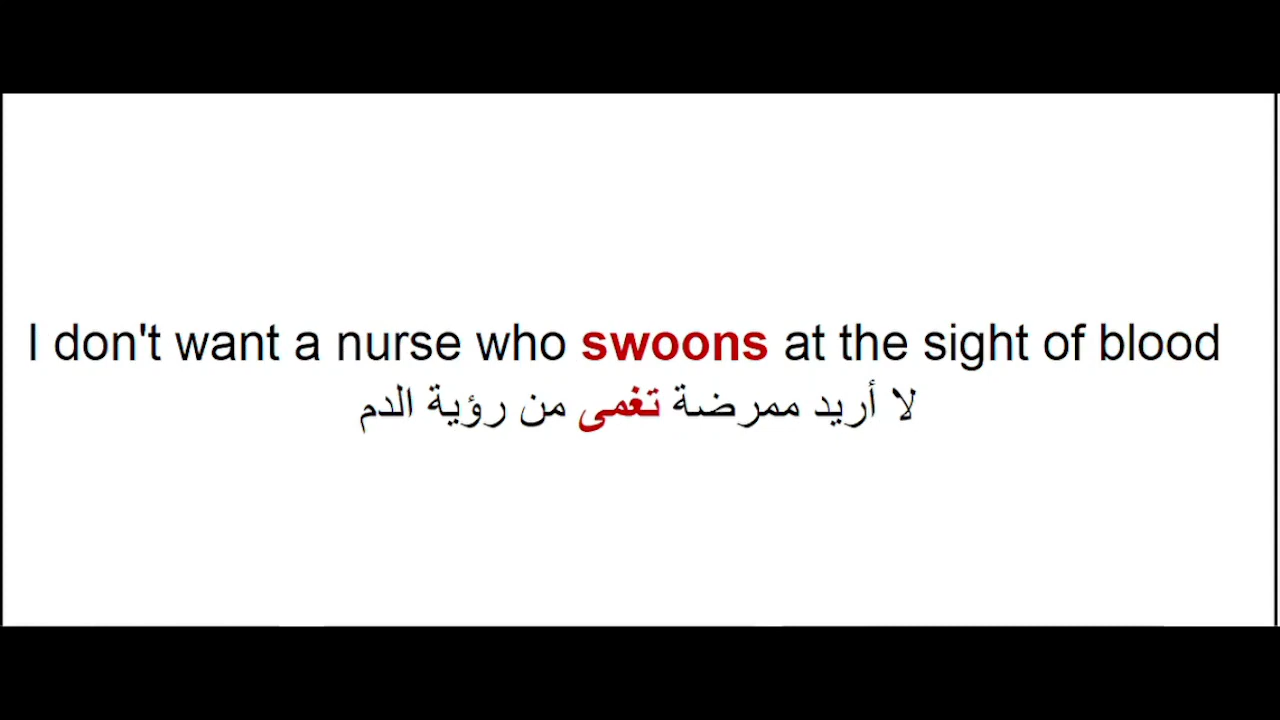 I don't want a nurse who swoons at the sight of blood
لا أريد ممرضة تغمى من رؤية الدم